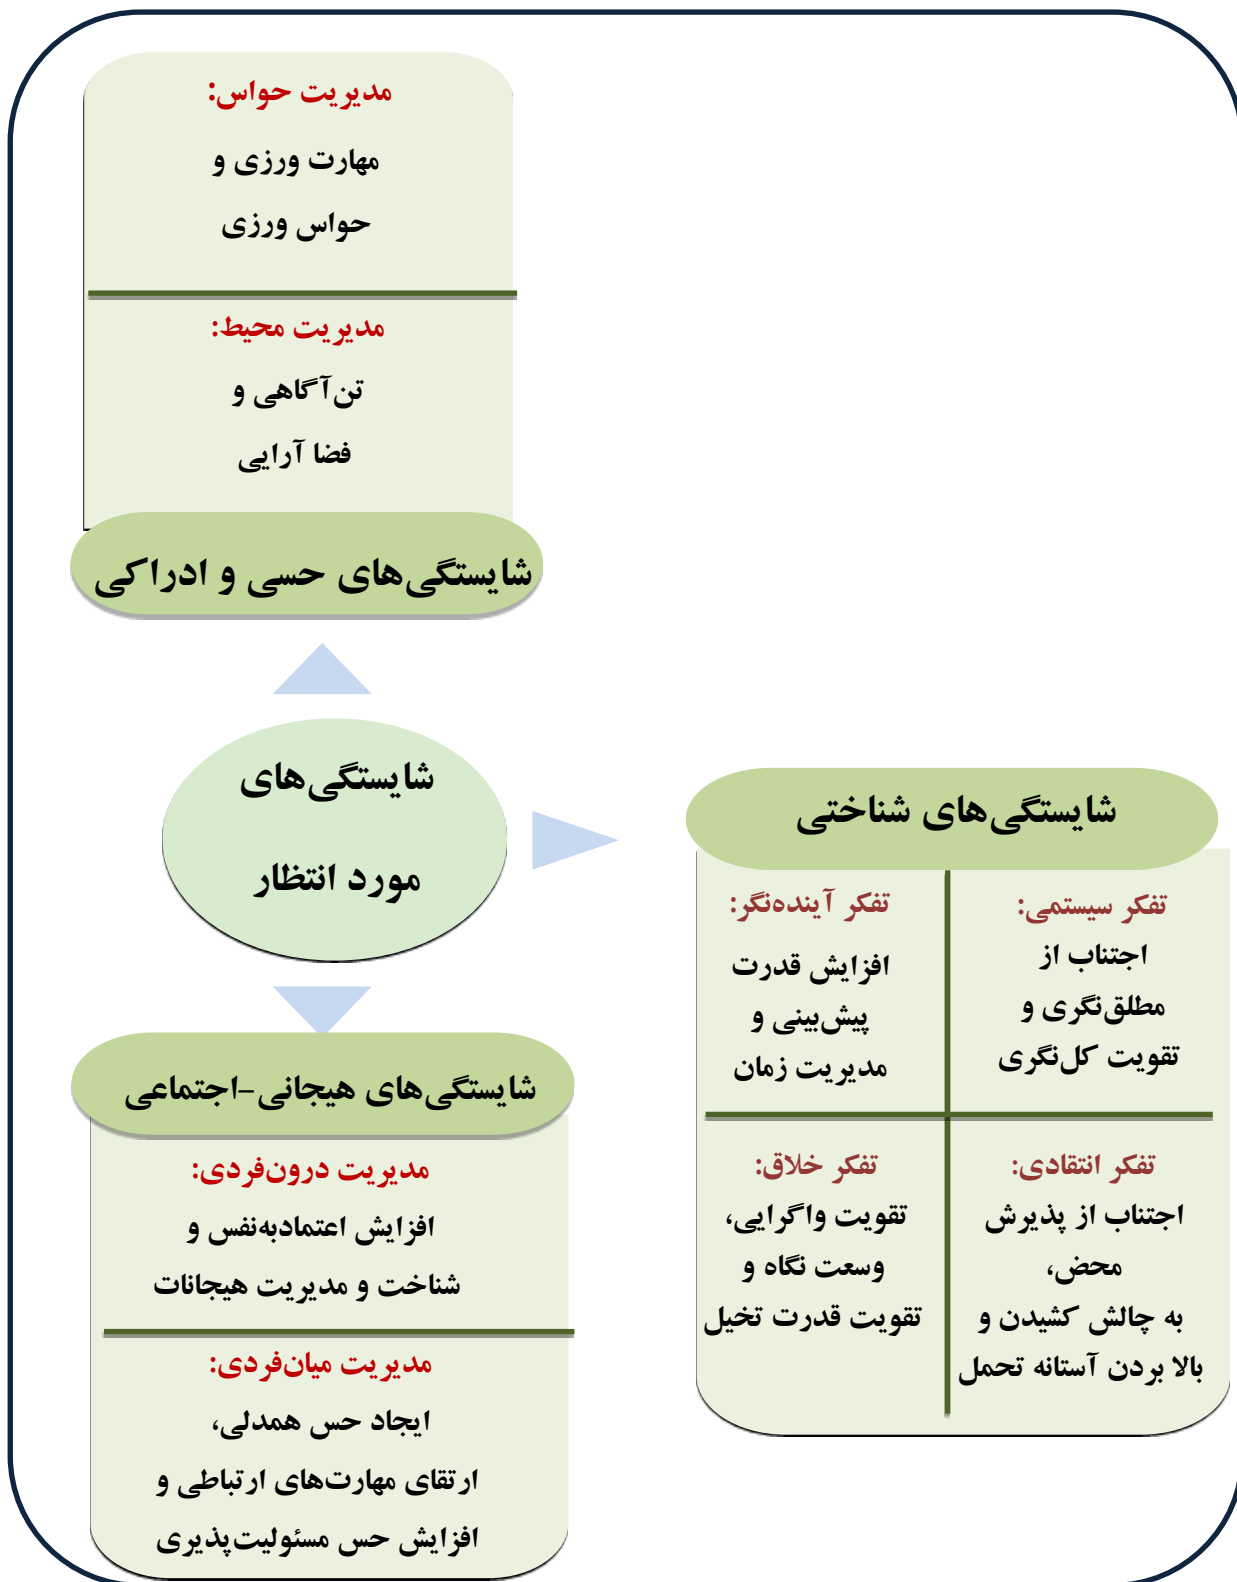 مدیریت حواس:
مهارت ورزی و
حواس ورزی
مدیریت محیط:
تن‌آگاهی و
فضا آرایی
شایستگی‌های حسی و ادراکی
شایستگی‌های
مورد انتظار
شایستگی‌های شناختی
تفکر سیستمی:
اجتناب از
مطلق‌نگری و
تقویت کل‌نگری
تفکر آینده‌نگر:
افزایش قدرت
پیش‌بینی و
مدیریت زمان
تفکر انتقادی:
اجتناب از پذیرش
محض،
به چالش کشیدن و
بالا بردن آستانه تحمل
تفکر خلاق:
تقویت واگرایی،
وسعت نگاه و
تقویت قدرت تخیل
شایستگی‌های هیجانی-اجتماعی
مدیریت درون‌فردی:
افزایش اعتمادبه‌نفس و
شناخت و مدیریت هیجانات
مدیریت میان‌فردی:
ایجاد حس همدلی،
ارتقای مهارت‌های ارتباطی و
افزایش حس مسئولیت‌پذیری